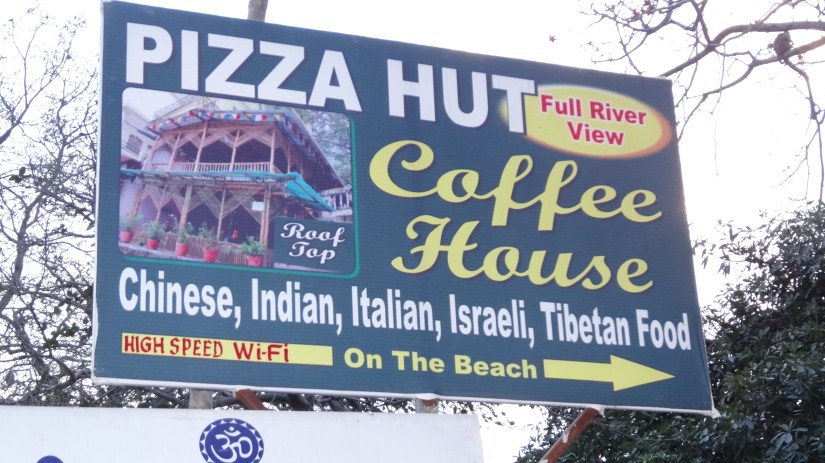 PIZZA HUT
Full River
View
Coffee
House
Roof
Top
Chinese, Indian, Italian, Israeli, Tibetan Food
HIGH SPEED Wi-Fi On The Beach
ॐ